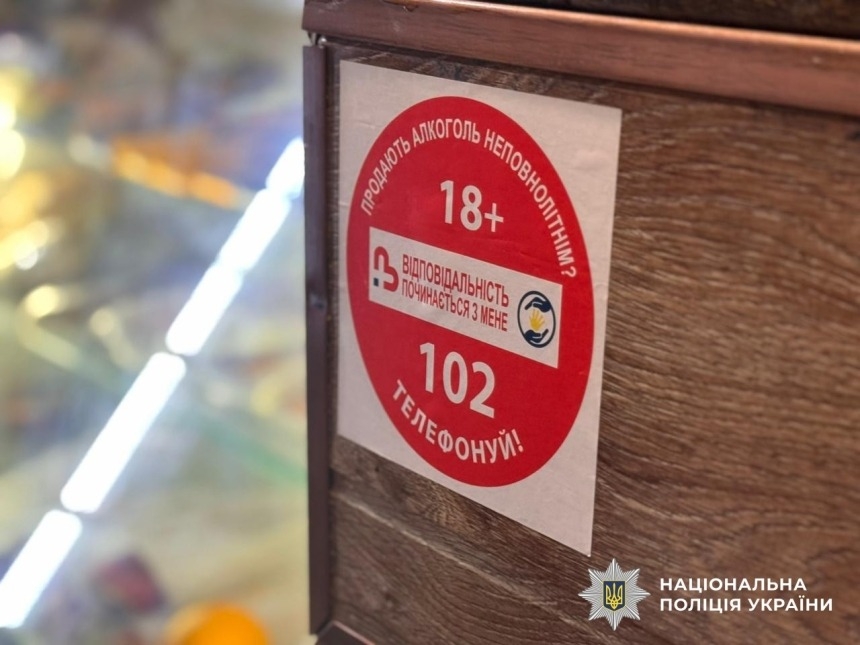 ПРОДАЮТЬ АЛКОГОЛЬ НЕПОВНОЛІТНІМ?
18+
ВІДПОВІДАЛЬНІСТЬ
ПОЧИНАЄТЬСЯ З МЕНЕ
102
ТЕЛЕФОНУЙ!
НАЦІОНАЛЬНА
ПОЛІЦІЯ УКРАЇНИ